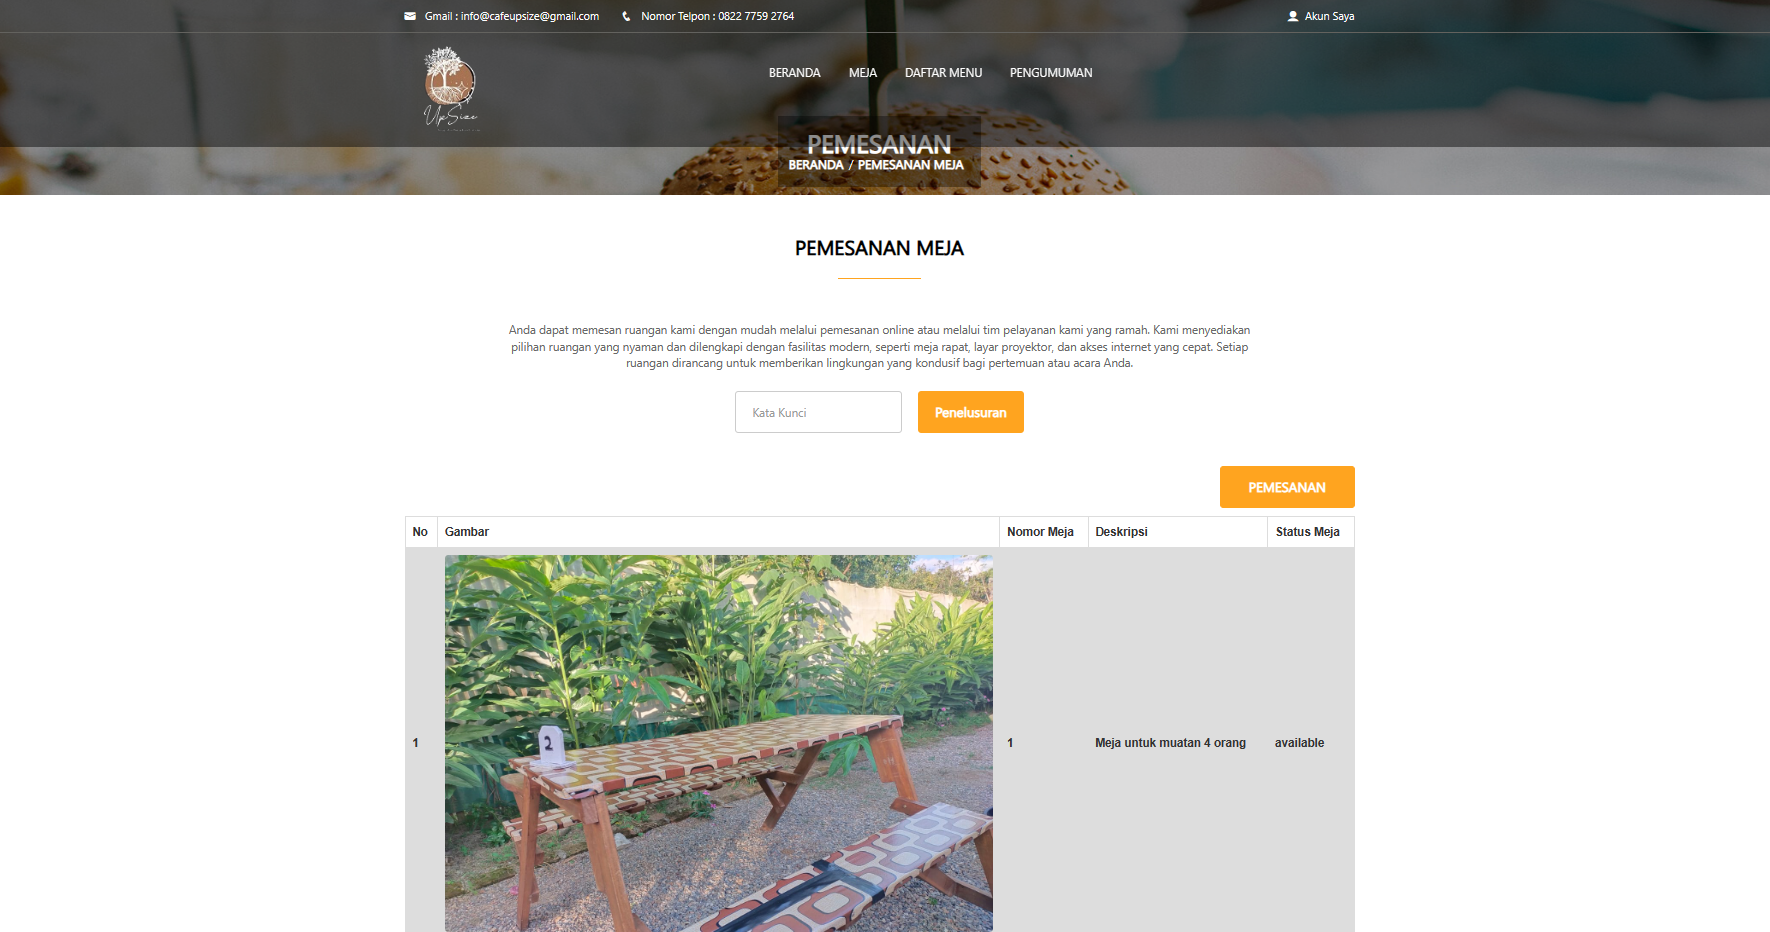 Gmail : info@cafeupsize@gmail.com
Nomor Telpon : 0822 7759 2764
Akun Saya
UpSize
BERANDA
MEJA
DAFTAR MENU
PENGUMUMAN
PEMESANAN
BERANDA / PEMESANAN MEJA
PEMESANAN MEJA
Anda dapat memesan ruangan kami dengan mudah melalui pemesanan online atau melalui tim pelayanan kami yang ramah. Kami menyediakan
pilihan ruangan yang nyaman dan dilengkapi dengan fasilitas modern, seperti meja rapat, layar proyektor, dan akses internet yang cepat. Setiap
ruangan dirancang untuk memberikan lingkungan yang kondusif bagi pertemuan atau acara Anda.
Kata Kunci
Penelusuran
PEMESANAN
No Gambar Nomor Meja Deskripsi Status Meja
2
1 1 Meja untuk muatan 4 orang available